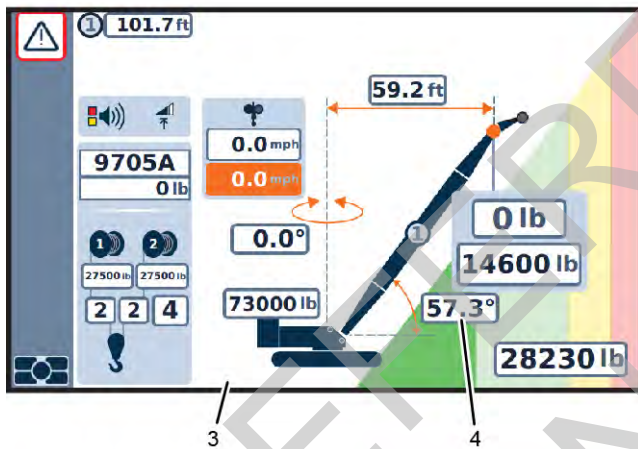 1 101.7 ft
59.2 ft
0.0 mph
0.0 mph
9705A
0 lb
1 2
27500 lb 27500 lb
2 2 4
0.0°
1
0 lb
14600 lb
73000 lb
57.3°
28230 lb
3 4